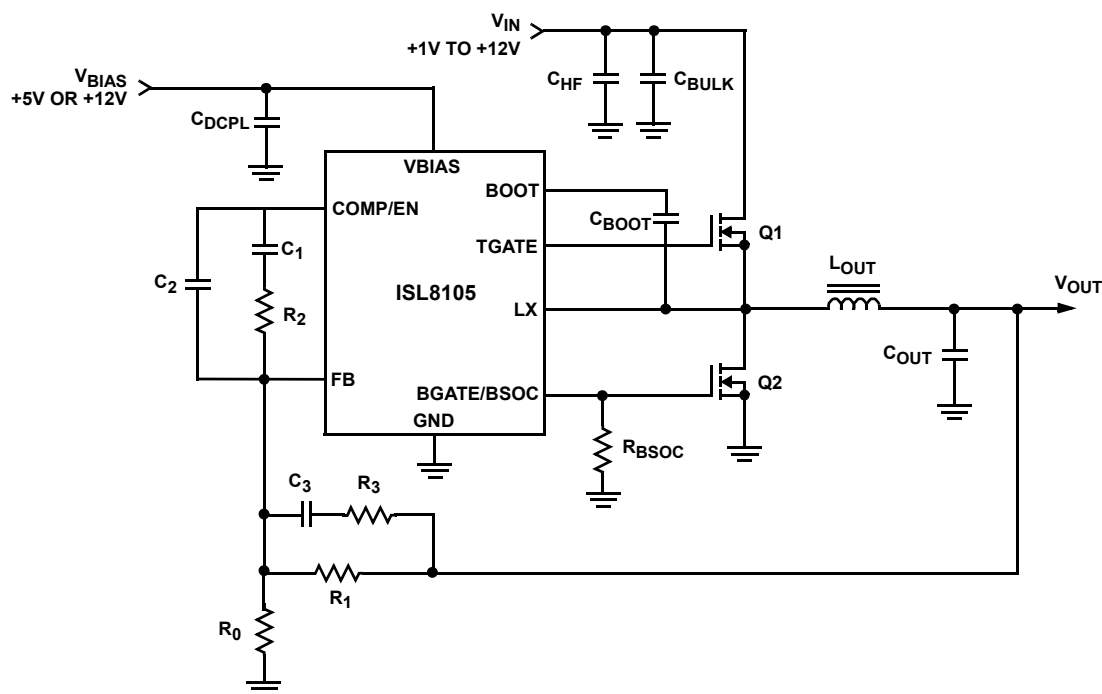 VIN
+1V TO +12V
VBIAS
+5V OR +12V
CHF
CBULK
CDCPL
VBIAS
BOOT
COMP/EN
CBOOT
Q1
TGATE
C1
C2
LOUT
VOUT
ISL8105
R2
LX
COUT
FB
Q2
BGATE/BSOC
GND
RBSOC
C3
R3
R1
R0